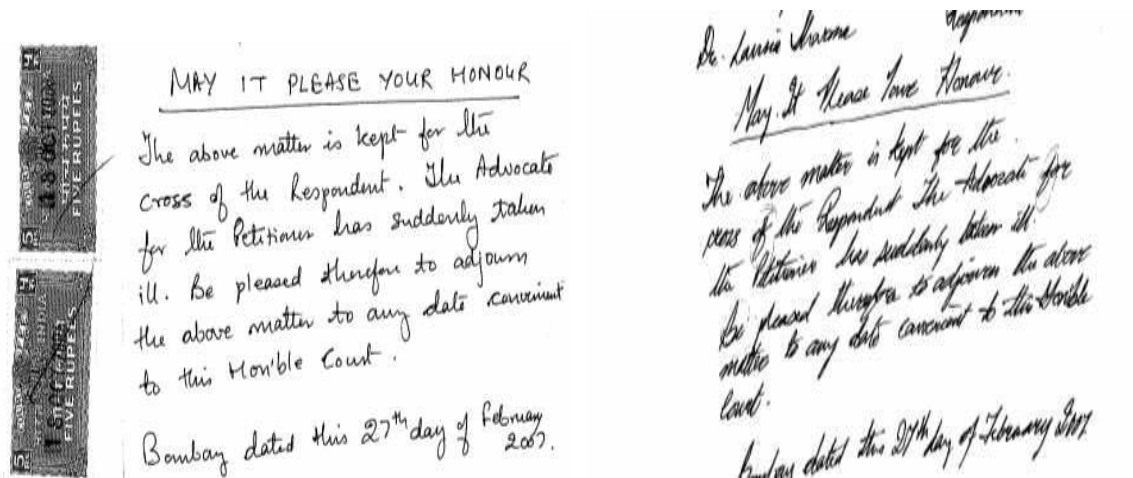 MAY IT PLEASE YOUR HONOUR
The above matter is kept for the
cross of the Respondent. The Advocate
for the Petitioner has suddenly taken
ill. Be pleased therefore to adjourn
the above matter to any date convenient
to this Hon'ble Court.
Bombay dated this 27th day of February
2007.
FIVE RUPEES
FIVE RUPEES
Dr.
May It Please Your Honour.
The above matter is kept for the
cross of the Respondent The Advocate for
the Petitioner has suddenly taken ill.
Be pleased therefore to adjourn the above
matter to any date convenient to this Hon'ble
Court.
Bombay dated this 27th day of February 2007